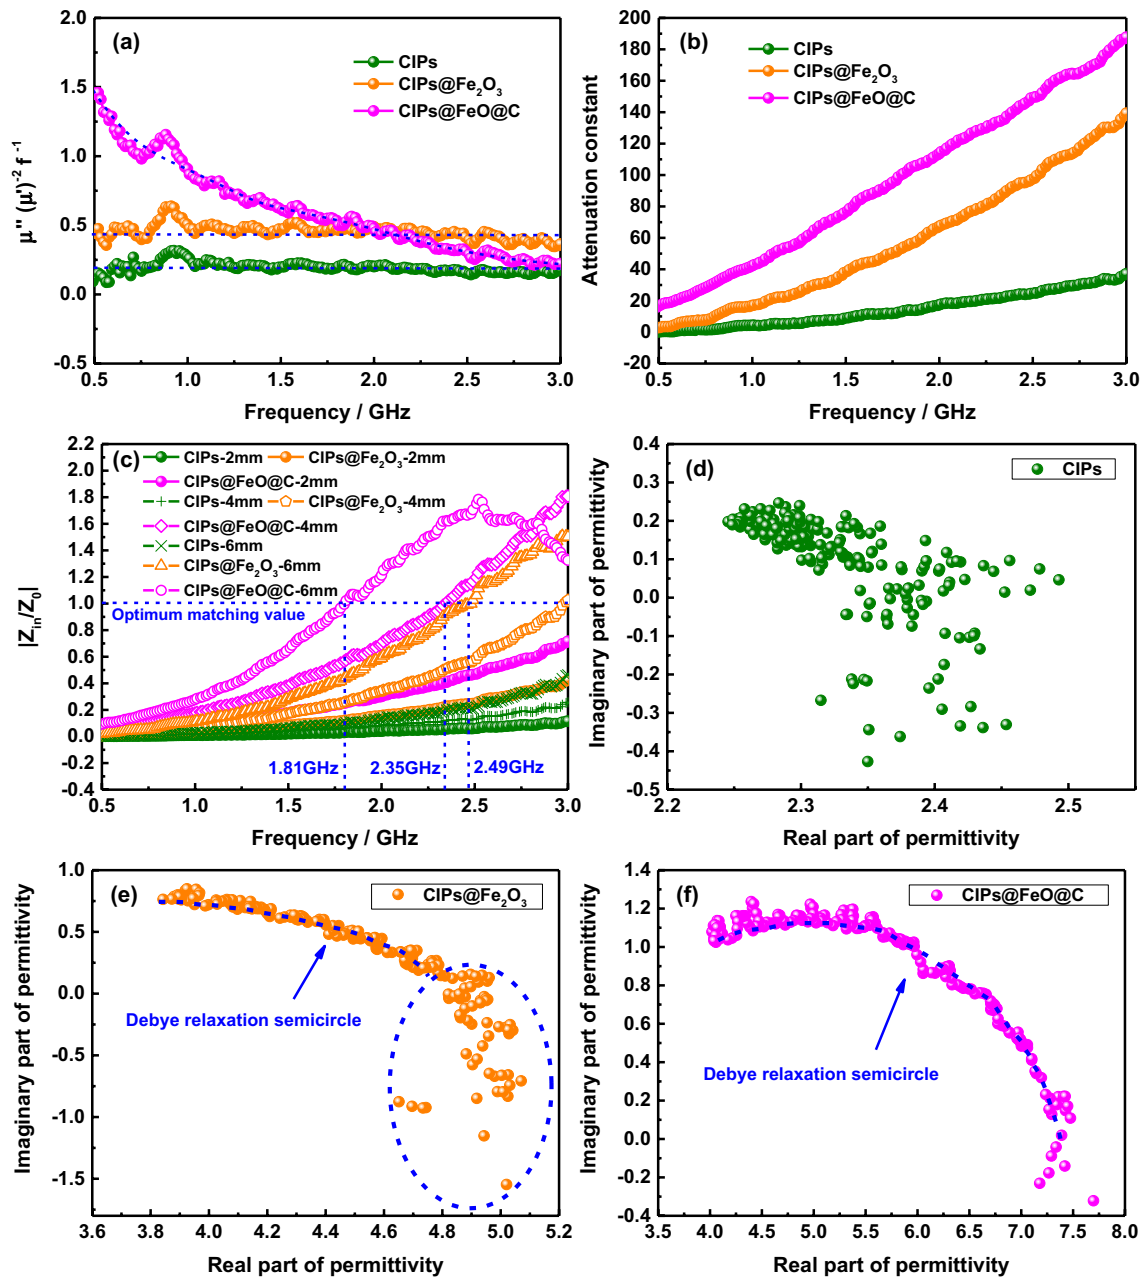 (a)
CIPs
CIPs@Fe₂O₃
CIPs@FeO@C
2.0
1.5
1.0
0.5
0.0
-0.5
0.5 1.0 1.5 2.0 2.5 3.0
μ'' (μ')⁻² f⁻¹
Frequency / GHz
(b)
CIPs
CIPs@Fe₂O₃
CIPs@FeO@C
200
180
160
140
120
100
80
60
40
20
0
-20
0.5 1.0 1.5 2.0 2.5 3.0
Attenuation constant
Frequency / GHz
(c)
CIPs-2mm CIPs@Fe₂O₃-2mm
CIPs@FeO@C-2mm
CIPs-4mm CIPs@Fe₂O₃-4mm
CIPs@FeO@C-4mm
CIPs-6mm
CIPs@Fe₂O₃-6mm
CIPs@FeO@C-6mm
Optimum matching value
1.81GHz 2.35GHz 2.49GHz
2.2
2.0
1.8
1.6
1.4
1.2
1.0
0.8
0.6
0.4
0.2
0.0
-0.2
-0.4
0.5 1.0 1.5 2.0 2.5 3.0
|Zᵢₙ/Z₀|
Frequency / GHz
(d)
CIPs
0.4
0.3
0.2
0.1
0.0
-0.1
-0.2
-0.3
-0.4
-0.5
2.2 2.3 2.4 2.5
Imaginary part of permittivity
Real part of permittivity
(e)
CIPs@Fe₂O₃
Debye relaxation semicircle
1.0
0.5
0.0
-0.5
-1.0
-1.5
3.6 3.8 4.0 4.2 4.4 4.6 4.8 5.0 5.2
Imaginary part of permittivity
Real part of permittivity
(f)
CIPs@FeO@C
Debye relaxation semicircle
1.4
1.2
1.0
0.8
0.6
0.4
0.2
0.0
-0.2
-0.4
4.0 4.5 5.0 5.5 6.0 6.5 7.0 7.5 8.0
Imaginary part of permittivity
Real part of permittivity